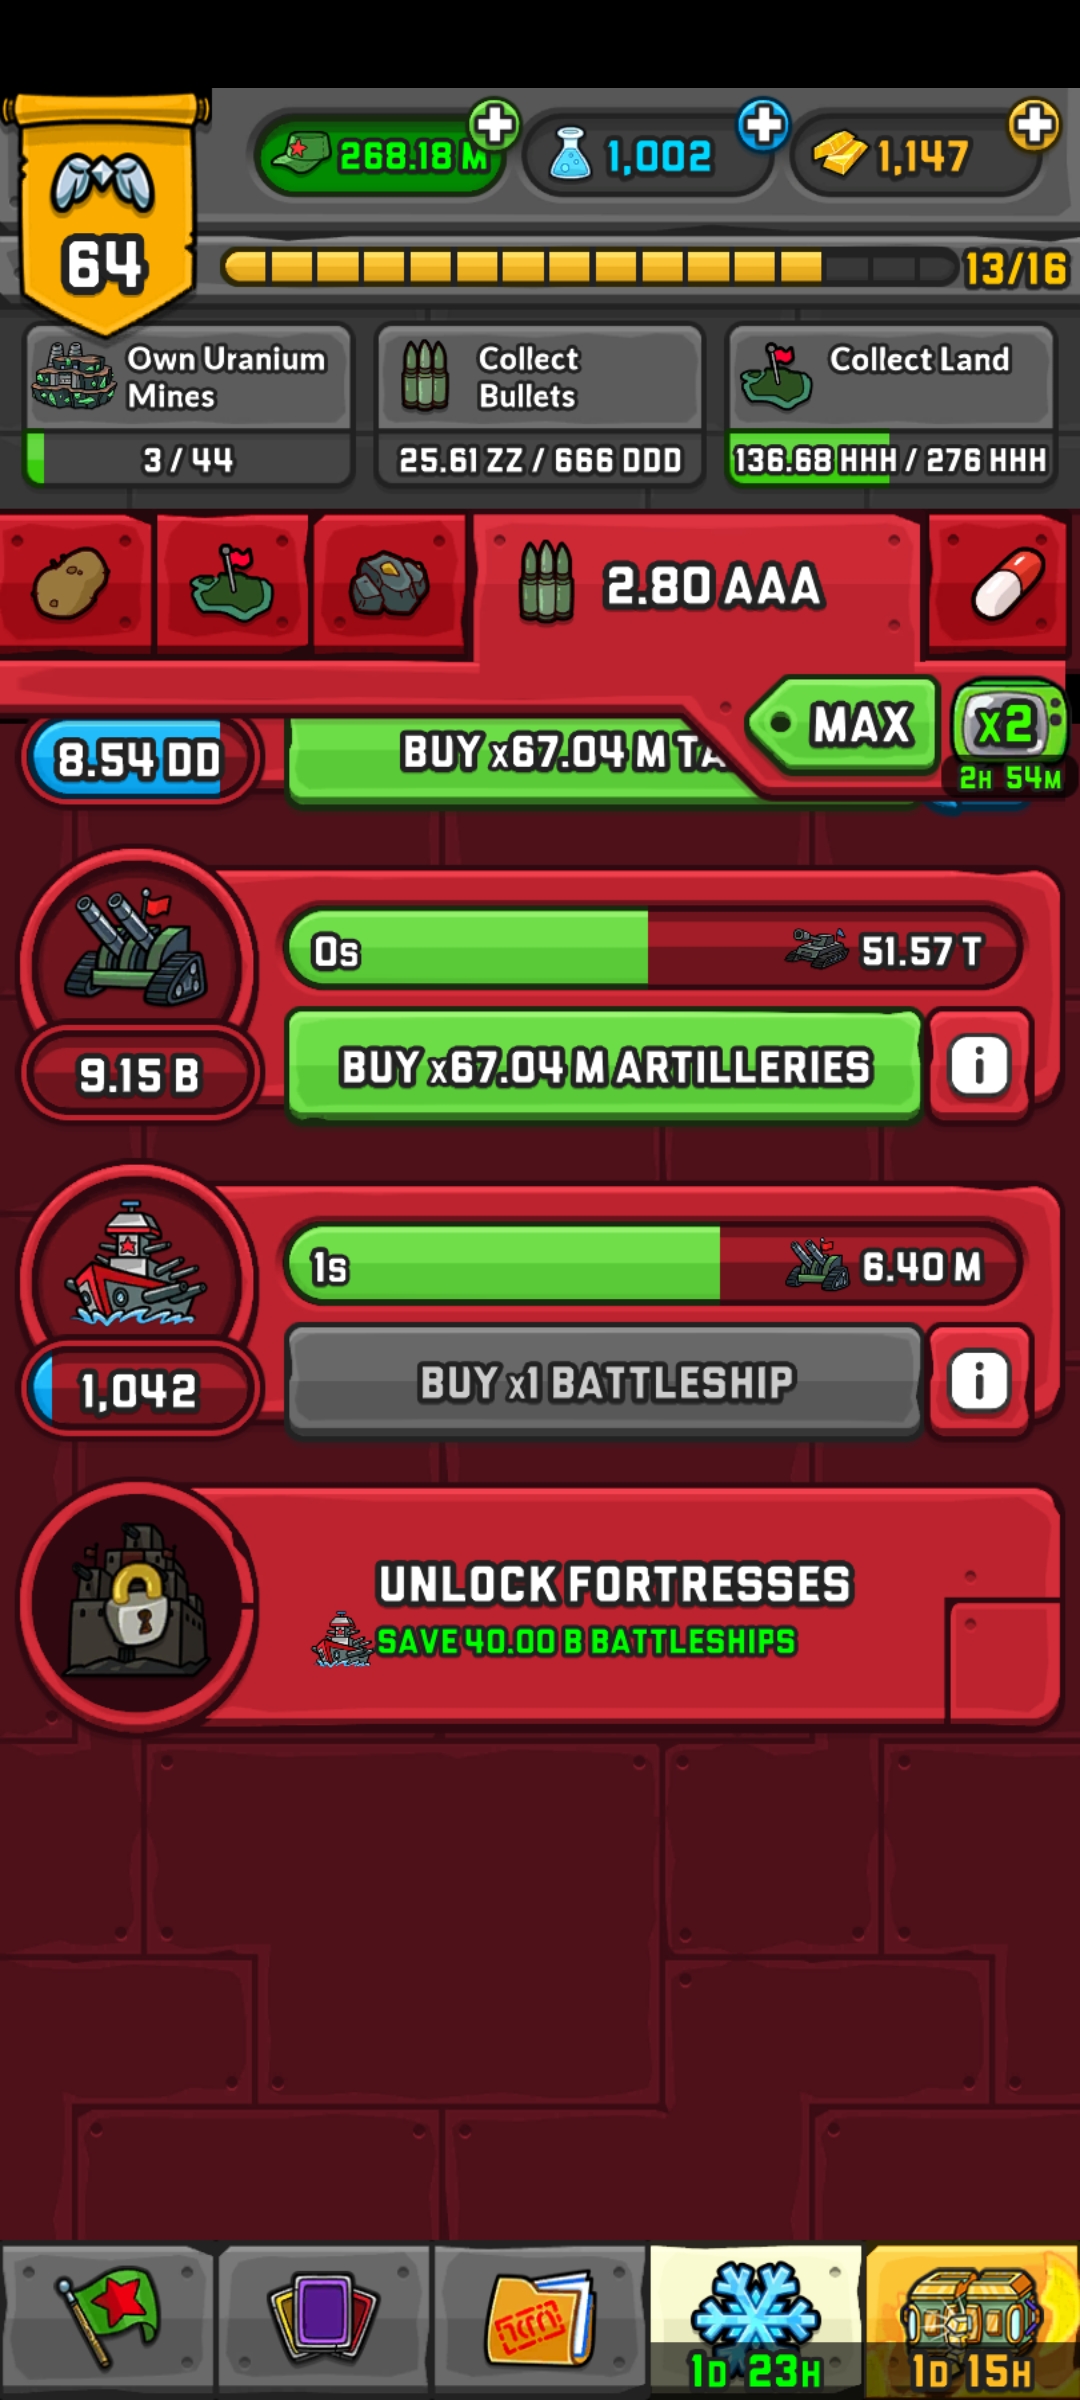 268.18 M
1,002
1,147
64
13/16
Own Uranium
Mines
3 / 44
Collect
Bullets
25.61 ZZ / 666 DDD
Collect Land
136.68 HHH / 276 HHH
2.80 AAA
MAX
x2
2H 54M
8.54 DD
BUY x67.04 M TA
0s
51.57 T
9.15 B
BUY x67.04 M ARTILLERIES
i
1s
6.40 M
1,042
BUY x1 BATTLESHIP
i
UNLOCK FORTRESSES
SAVE 40.00 B BATTLESHIPS
1D 23H
1D 15H